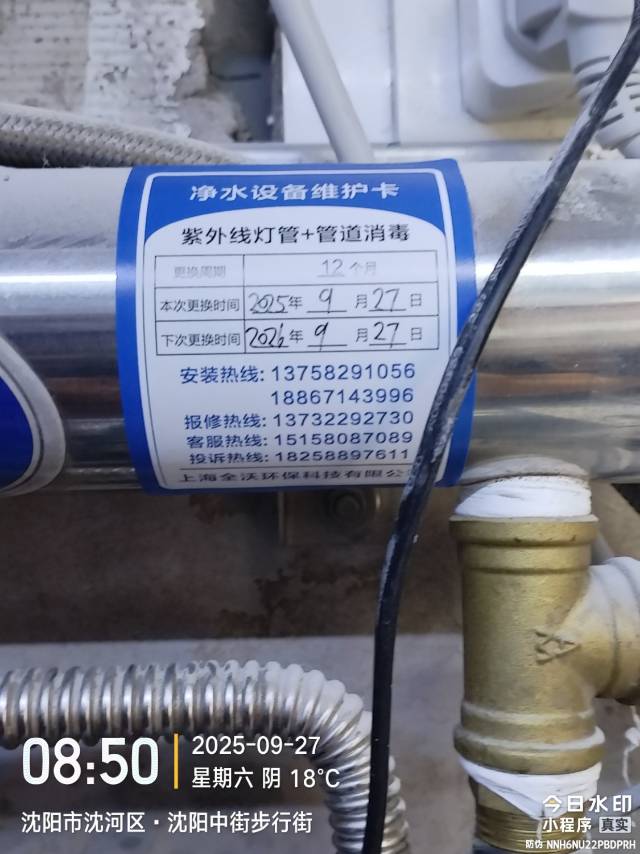 净水设备维护卡
紫外线灯管+管道消毒
更换周期 12 个月
本次更换时间 2025年 9 月 27 日
下次更换时间 2026年 9 月 27 日
安装热线: 13758291056
18867143996
报修热线: 13732292730
客服热线: 15158087089
投诉热线: 18258897611
上海全沃环保科技有限公
08:50
2025-09-27
星期六 阴 18°C
沈阳市沈河区·沈阳中街步行街
今日水印
小程序 真实
防伪 NNH6NU22PBDPRH